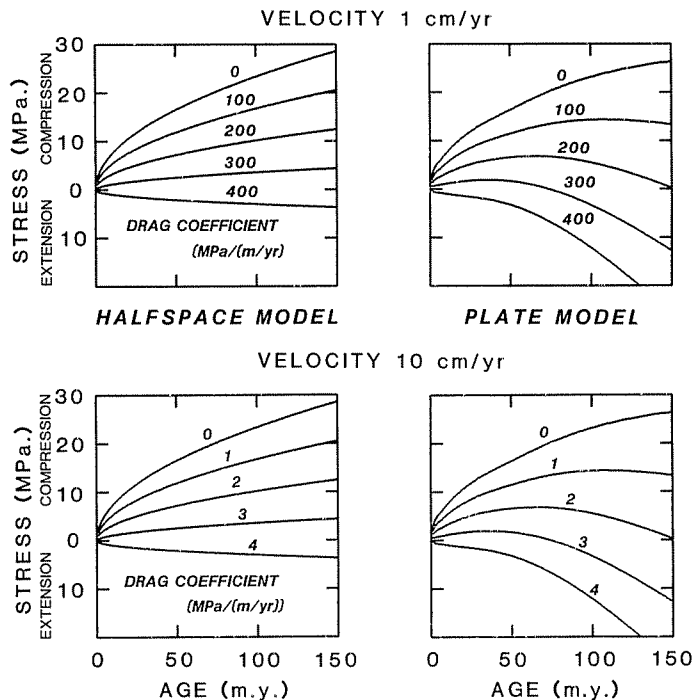 VELOCITY 1 cm/yr
STRESS (MPa.)
EXTENSION COMPRESSION
30
20
10
0
10
0
100
200
300
400
DRAG COEFFICIENT
(MPa/(m/yr)
0
100
200
300
400
HALFSPACE MODEL
PLATE MODEL
VELOCITY 10 cm/yr
STRESS (MPa.)
EXTENSION COMPRESSION
30
20
10
0
10
0
1
2
3
4
DRAG COEFFICIENT
(MPa/(m/yr))
0
1
2
3
4
0 50 100 150
0 50 100 150
AGE (m.y.)
AGE (m.y.)